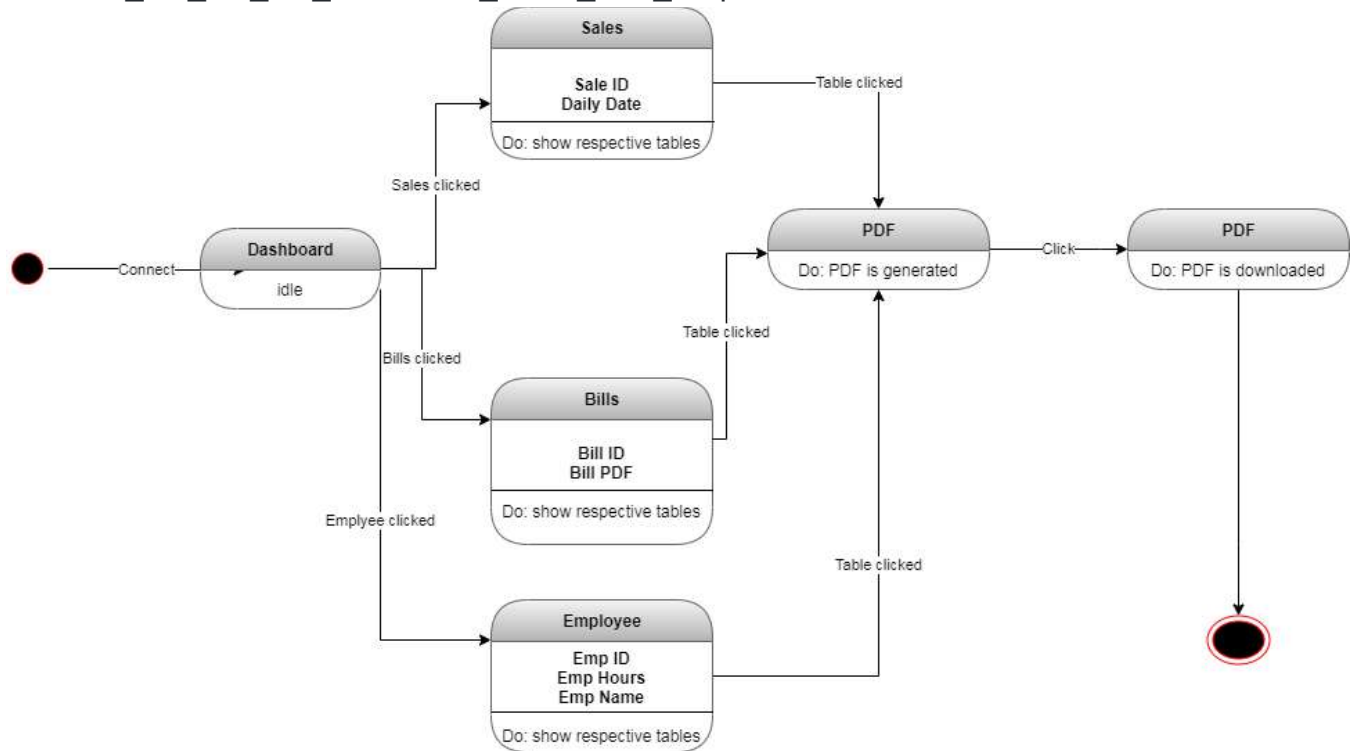 Sales
Sale ID
Daily Date
Do: show respective tables
Table clicked
Sales clicked
Dashboard
idle
Connect
PDF
Do: PDF is generated
Click
PDF
Do: PDF is downloaded
Table clicked
Bills clicked
Bills
Bill ID
Bill PDF
Do: show respective tables
Emplyee clicked
Table clicked
Employee
Emp ID
Emp Hours
Emp Name
Do: show respective tables